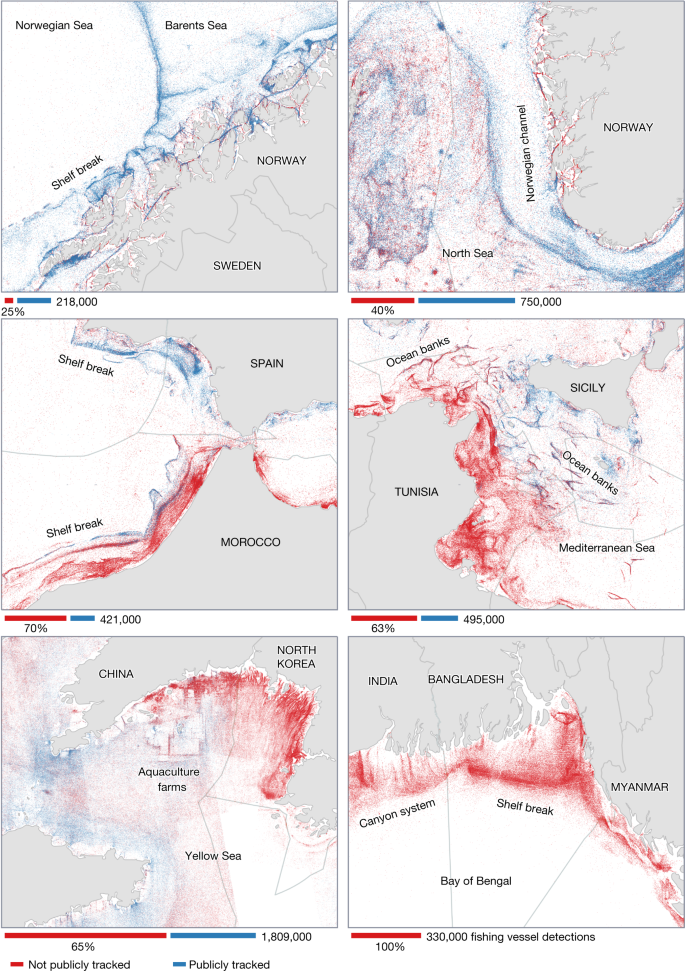 Norwegian Sea
Barents Sea
Shelf break
NORWAY
SWEDEN
218,000
25%
NORWAY
Norwegian channel
North Sea
750,000
40%
Shelf break
SPAIN
Shelf break
MOROCCO
421,000
70%
Ocean banks
SICILY
TUNISIA
Ocean banks
Mediterranean Sea
495,000
63%
CHINA
NORTH
KOREA
Aquaculture
farms
Yellow Sea
1,809,000
65%
INDIA
BANGLADESH
MYANMAR
Canyon system
Shelf break
Bay of Bengal
330,000 fishing vessel detections
100%
Not publicly tracked
Publicly tracked